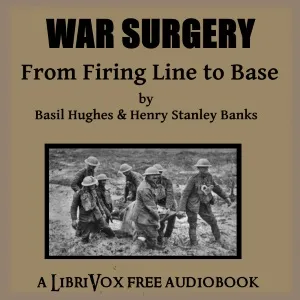 WAR SURGERY
From Firing Line to Base
by
Basil Hughes & Henry Stanley Banks
A LIBRIVOX FREE AUDIOBOOK